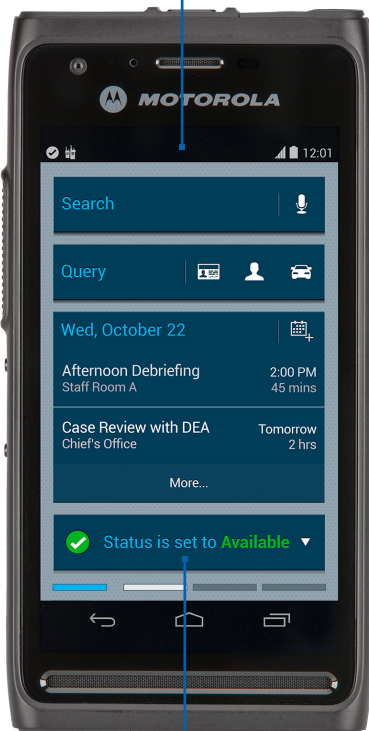 MOTOROLA
12:01
Search
Query
Wed, October 22
Afternoon Debriefing 2:00 PM
Staff Room A 45 mins
Case Review with DEA Tomorrow
Chief's Office 2 hrs
More...
Status is set to Available